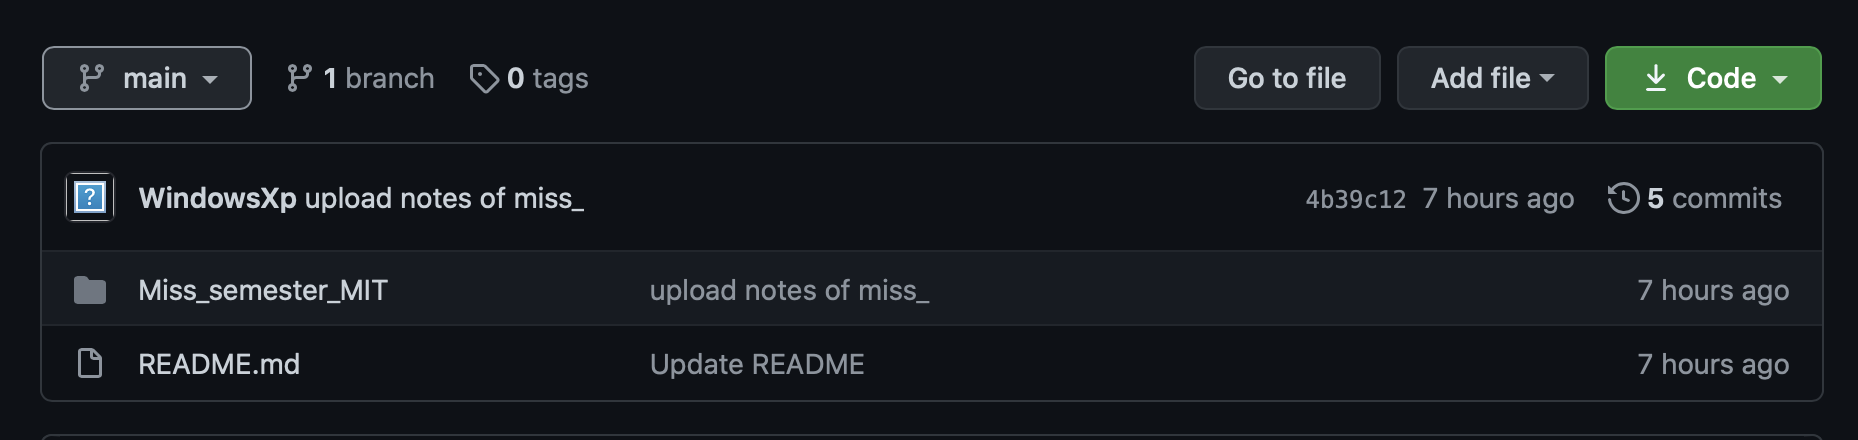 main 1 branch 0 tags Go to file Add file Code
? WindowsXp upload notes of miss_ 4b39c12 7 hours ago 5 commits
Miss_semester_MIT upload notes of miss_ 7 hours ago
README.md Update README 7 hours ago